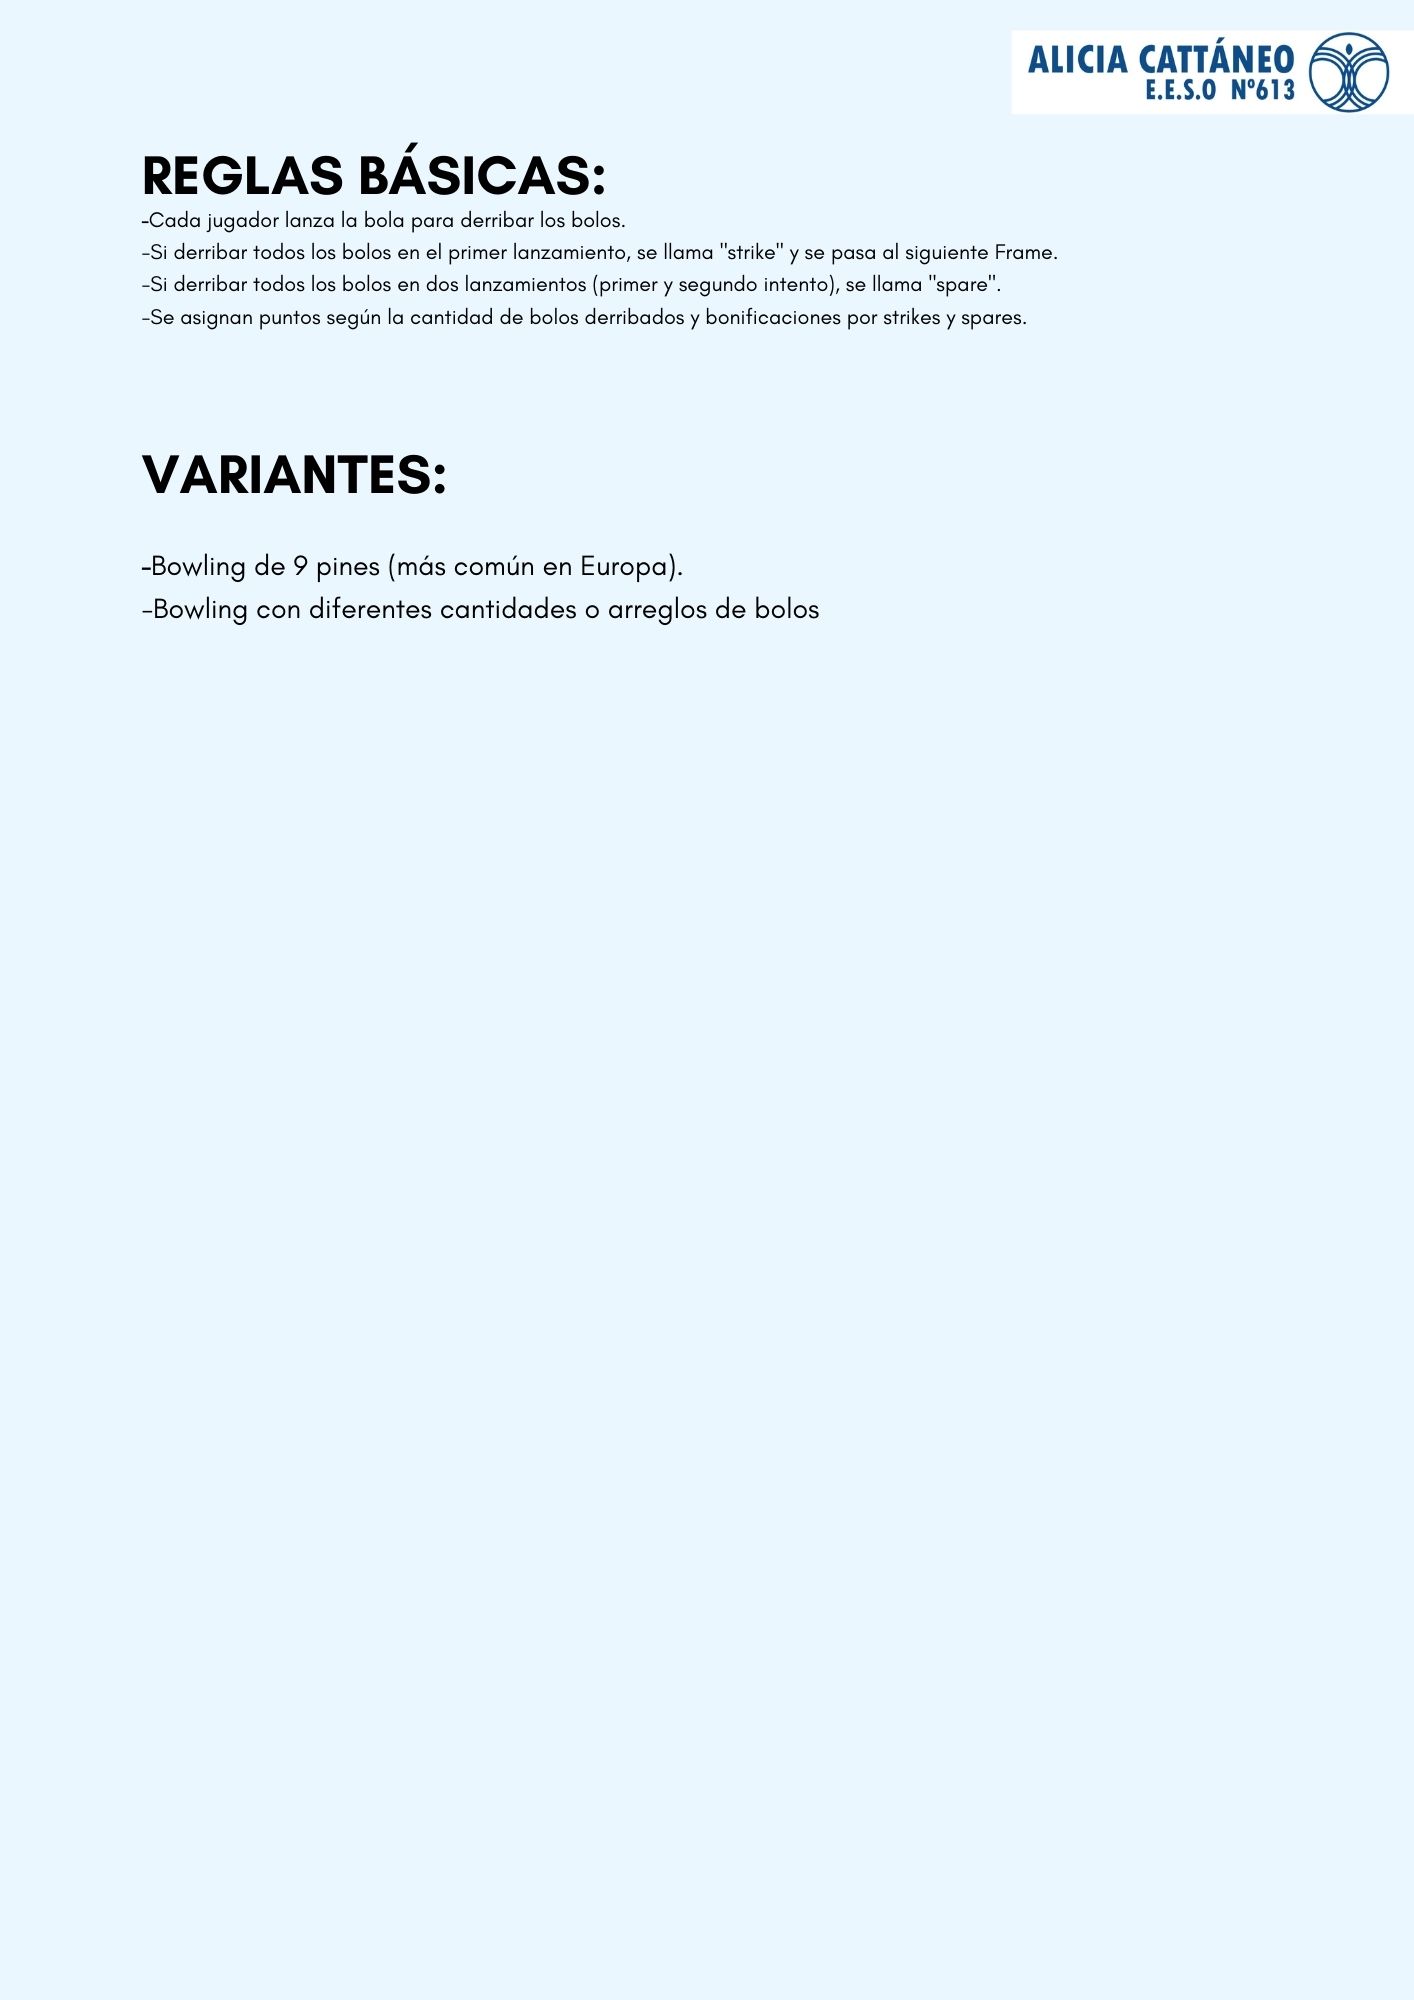 ALICIA CATTÁNEO
E.E.S.O Nº613
REGLAS BÁSICAS:
-Cada jugador lanza la bola para derribar los bolos.
-Si derribar todos los bolos en el primer lanzamiento, se llama "strike" y se pasa al siguiente Frame.
-Si derribar todos los bolos en dos lanzamientos (primer y segundo intento), se llama "spare".
-Se asignan puntos según la cantidad de bolos derribados y bonificaciones por strikes y spares.
VARIANTES:
-Bowling de 9 pines (más común en Europa).
-Bowling con diferentes cantidades o arreglos de bolos